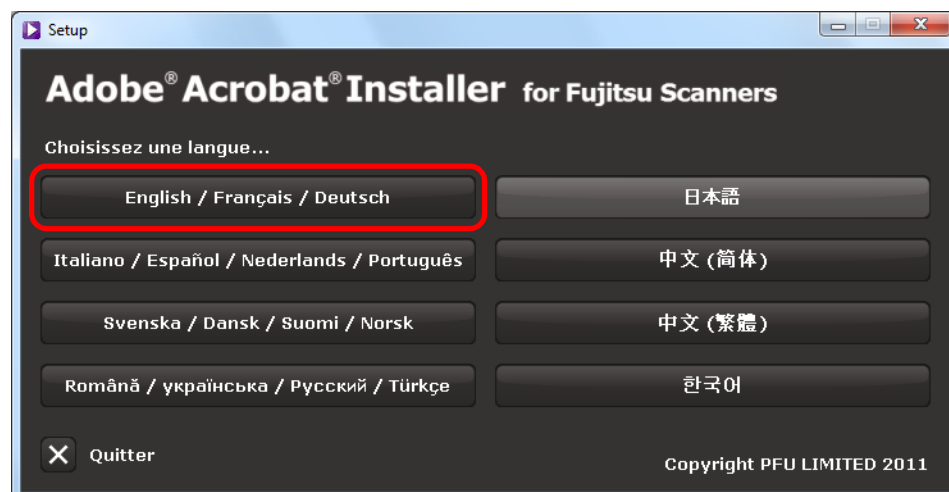 Setup
Adobe® Acrobat® Installer for Fujitsu Scanners
Choisissez une langue...
English / Français / Deutsch
日本語
Italiano / Español / Nederlands / Português
中文 (简体)
Svenska / Dansk / Suomi / Norsk
中文 (繁體)
Română / українська / Русский / Türkçe
한국어
Quitter
Copyright PFU LIMITED 2011